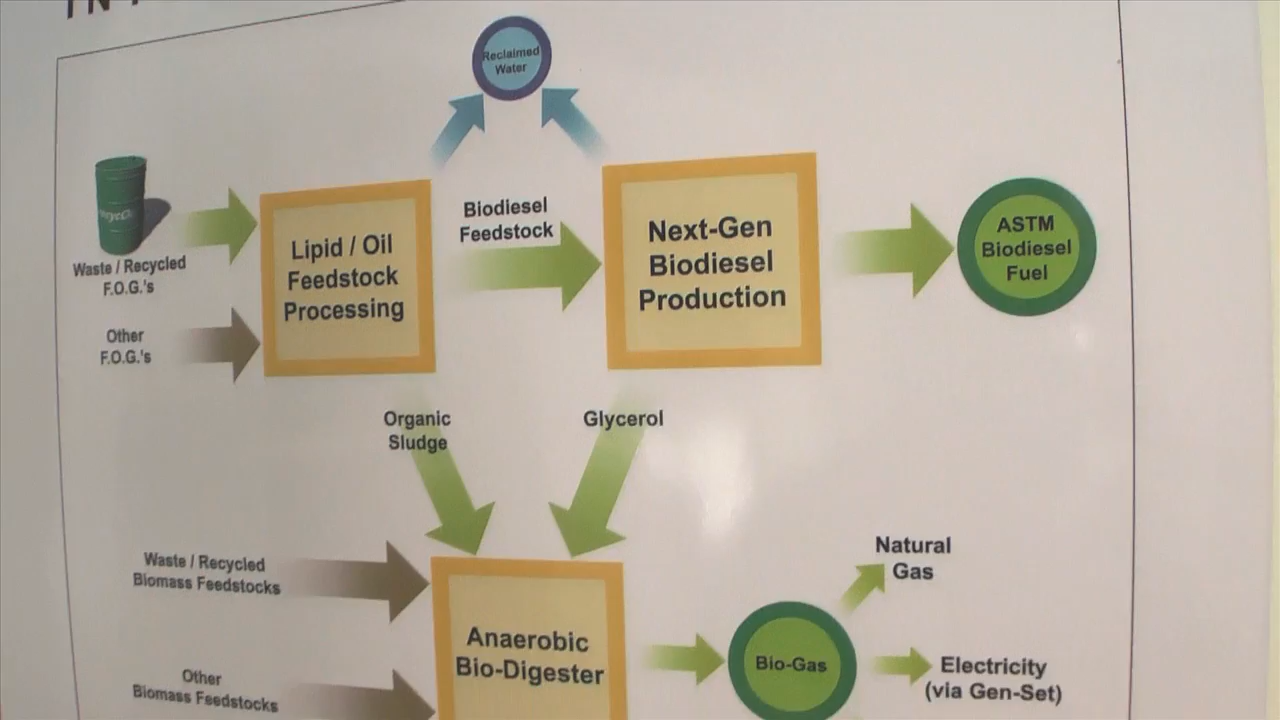 Reclaimed
Water
Waste / Recycled
F.O.G.'s
Other
F.O.G.'s
Lipid / Oil
Feedstock
Processing
Biodiesel
Feedstock
Next-Gen
Biodiesel
Production
ASTM
Biodiesel
Fuel
Organic
Sludge
Glycerol
Waste / Recycled
Biomass Feedstocks
Other
Biomass Feedstocks
Anaerobic
Bio-Digester
Bio-Gas
Natural
Gas
Electricity
(via Gen-Set)